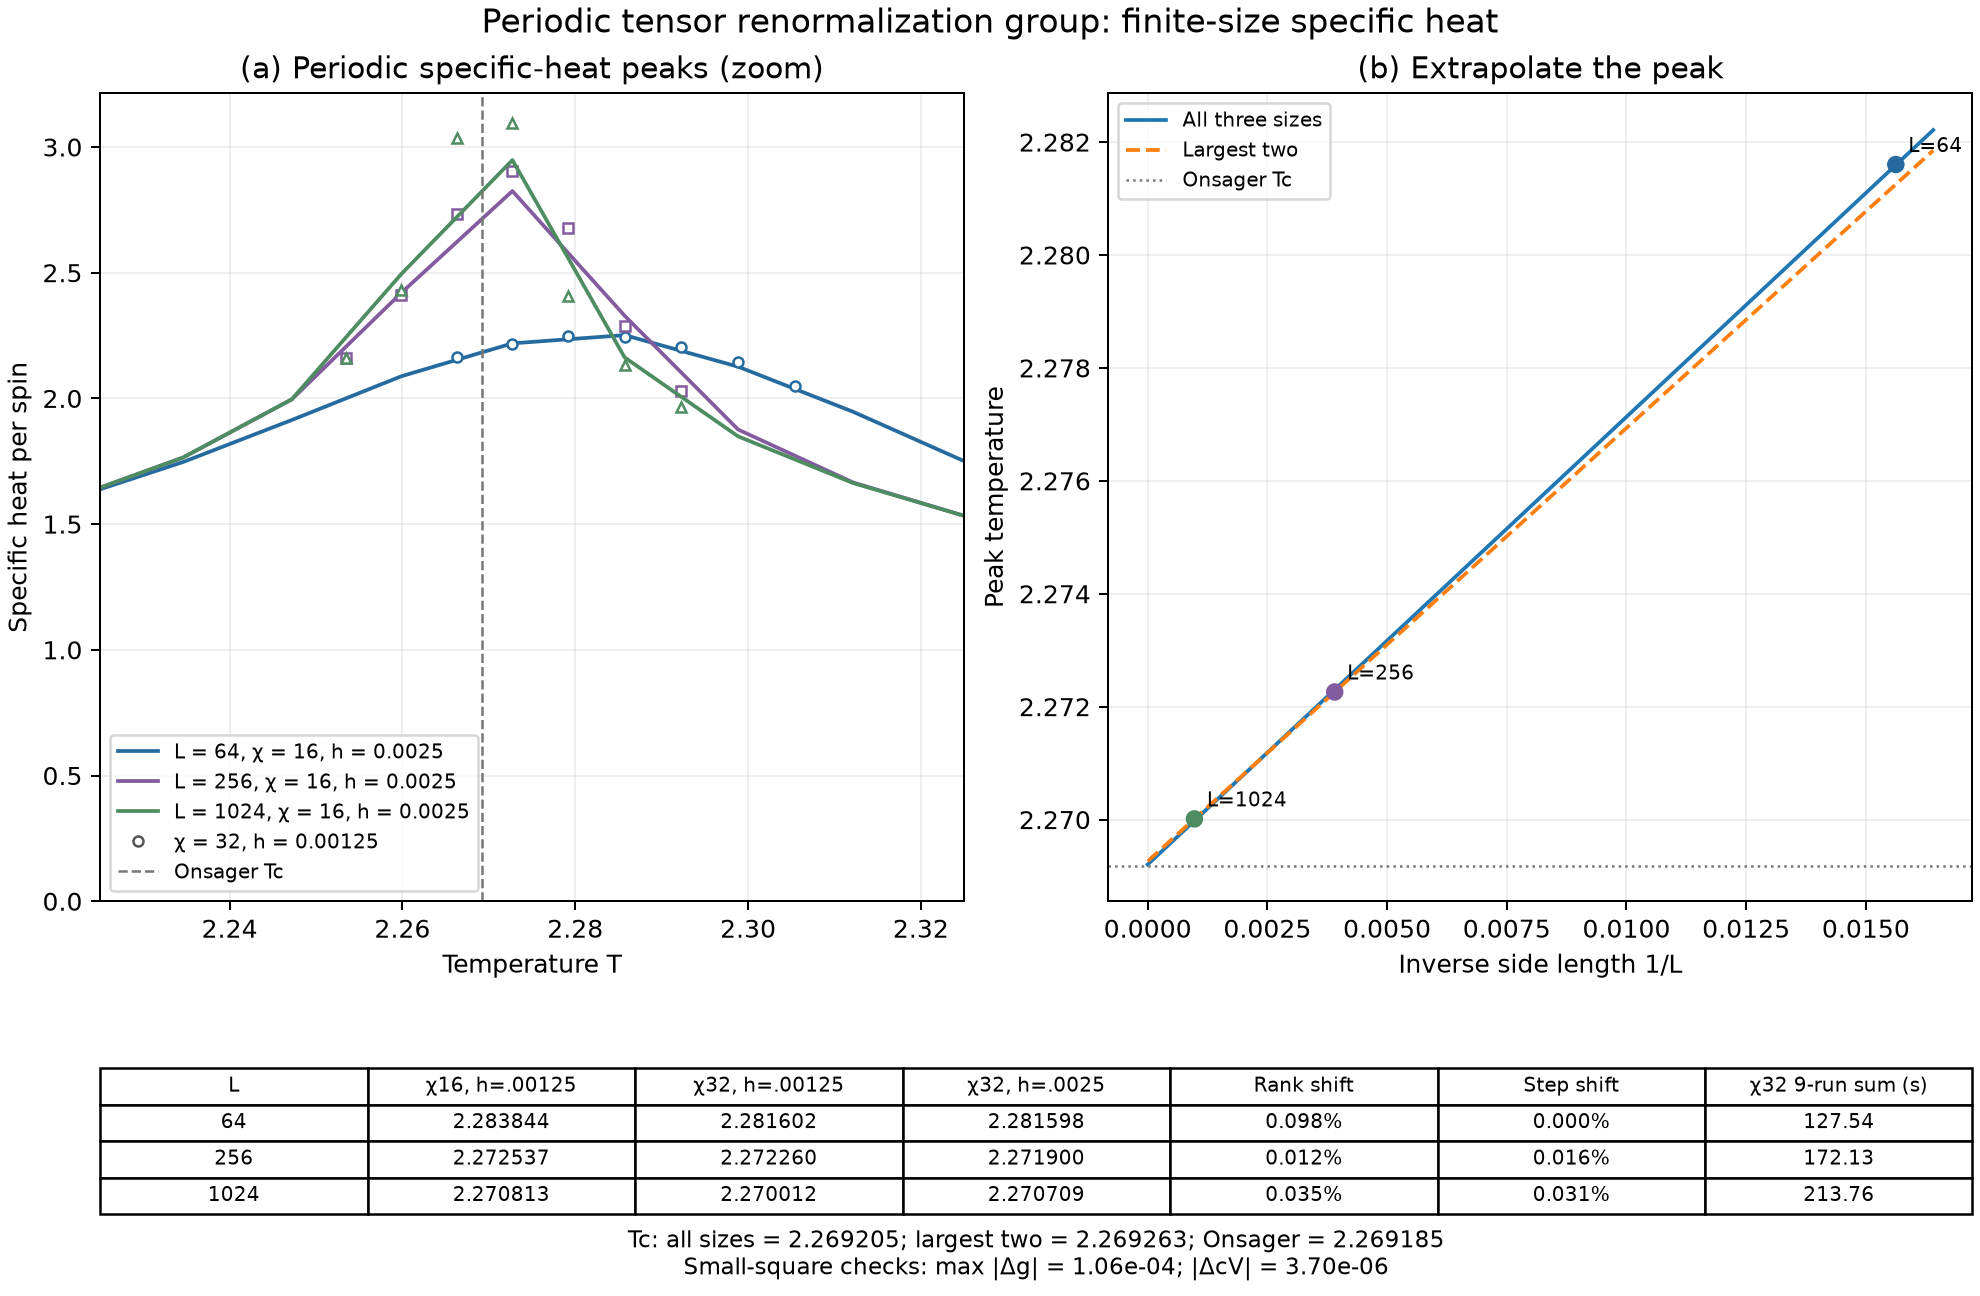 Periodic tensor renormalization group: finite-size specific heat
(a) Periodic specific-heat peaks (zoom)
Specific heat per spin
3.0
2.5
2.0
1.5
1.0
0.5
0.0
L = 64, χ = 16, h = 0.0025
L = 256, χ = 16, h = 0.0025
L = 1024, χ = 16, h = 0.0025
χ = 32, h = 0.00125
Onsager Tc
2.24 2.26 2.28 2.30 2.32
Temperature T
(b) Extrapolate the peak
Peak temperature
2.282
2.280
2.278
2.276
2.274
2.272
2.270
All three sizes
Largest two
Onsager Tc
L=64
L=256
L=1024
0.0000 0.0025 0.0050 0.0075 0.0100 0.0125 0.0150
Inverse side length 1/L
L χ16, h=.00125 χ32, h=.00125 χ32, h=.0025 Rank shift Step shift χ32 9-run sum (s)
64 2.283844 2.281602 2.281598 0.098% 0.000% 127.54
256 2.272537 2.272260 2.271900 0.012% 0.016% 172.13
1024 2.270813 2.270012 2.270709 0.035% 0.031% 213.76
Tc: all sizes = 2.269205; largest two = 2.269263; Onsager = 2.269185
Small-square checks: max |Δg| = 1.06e-04; |ΔcV| = 3.70e-06